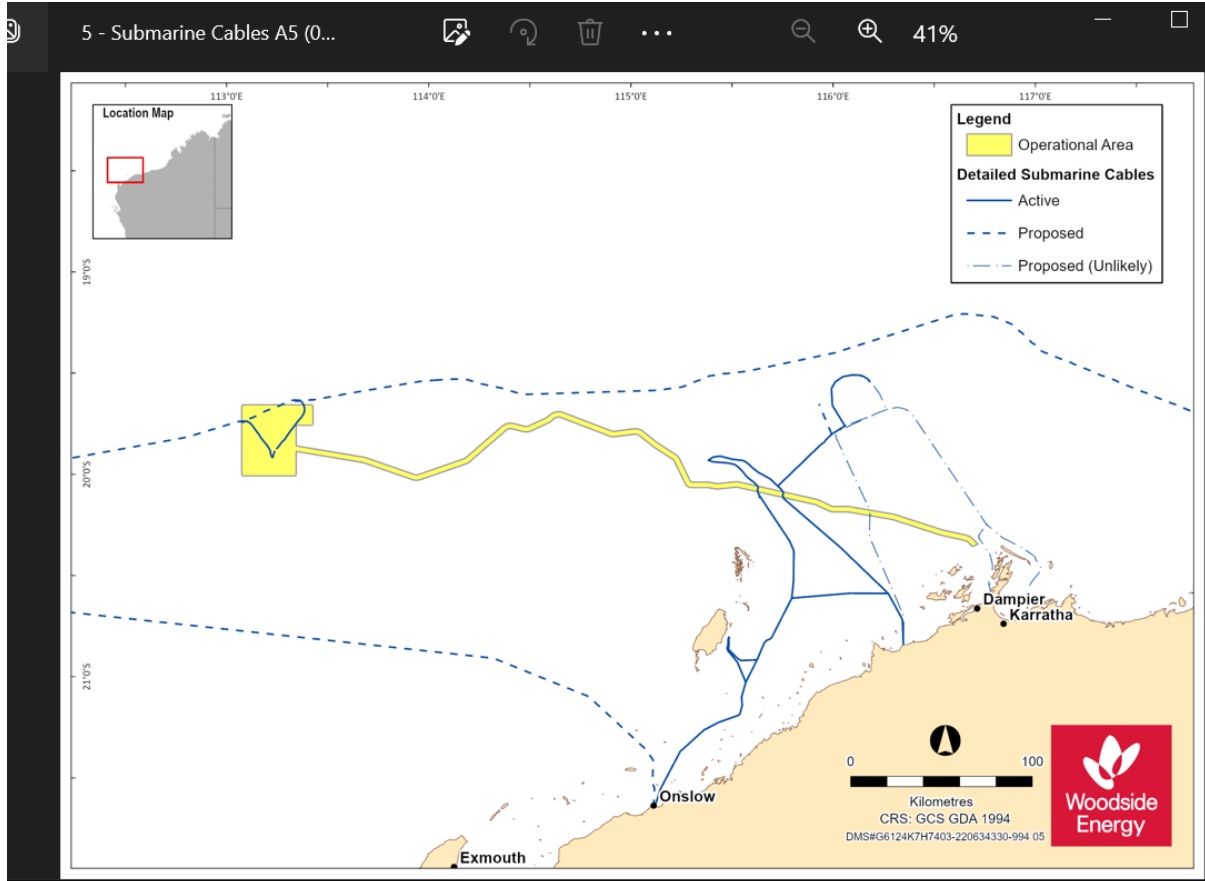 5 - Submarine Cables A5 (0...
41%
113°0'E
114°0'E
115°0'E
116°0'E
117°0'E
Location Map
Legend
Operational Area
Detailed Submarine Cables
Active
Proposed
Proposed (Unlikely)
19°0'S
20°0'S
21°0'S
Dampier
Karratha
Onslow
Exmouth
0 100
Kilometres
CRS: GCS GDA 1994
DMS#G6124K7H7403-220634330-994 05
Woodside
Energy